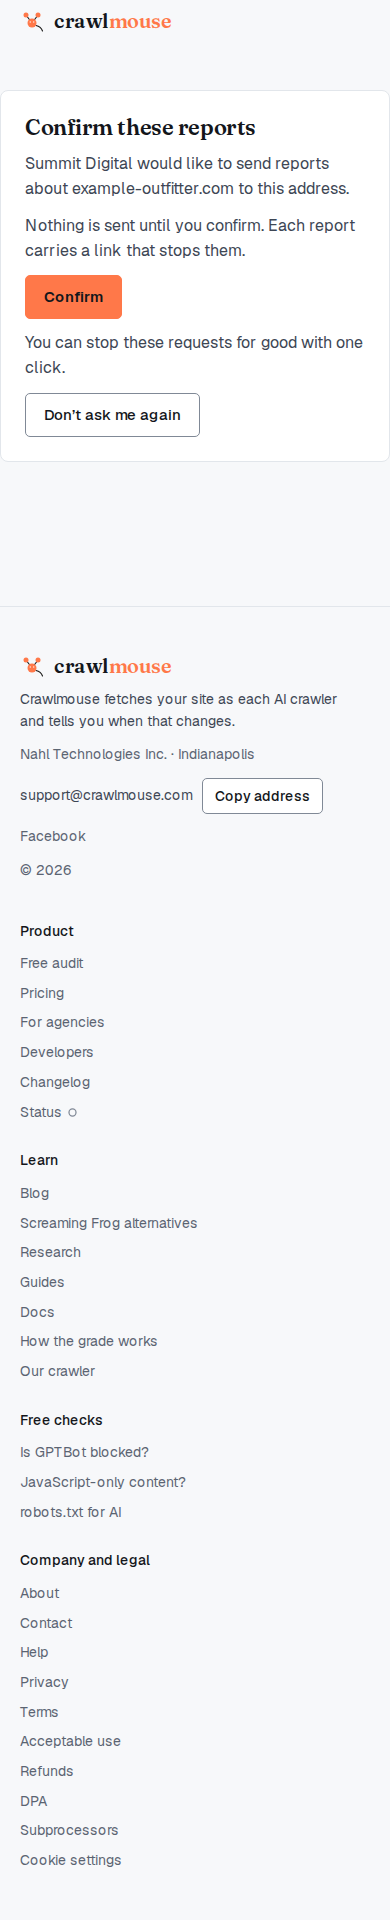 crawlmouse
Confirm these reports
Summit Digital would like to send reports
about example-outfitter.com to this address.
Nothing is sent until you confirm. Each report
carries a link that stops them.
Confirm
You can stop these requests for good with one
click.
Don't ask me again
crawlmouse
Crawlmouse fetches your site as each AI crawler
and tells you when that changes.
Nahl Technologies Inc. · Indianapolis
support@crawlmouse.com Copy address
Facebook
© 2026
Product
Free audit
Pricing
For agencies
Developers
Changelog
Status
Learn
Blog
Screaming Frog alternatives
Research
Guides
Docs
How the grade works
Our crawler
Free checks
Is GPTBot blocked?
JavaScript-only content?
robots.txt for AI
Company and legal
About
Contact
Help
Privacy
Terms
Acceptable use
Refunds
DPA
Subprocessors
Cookie settings